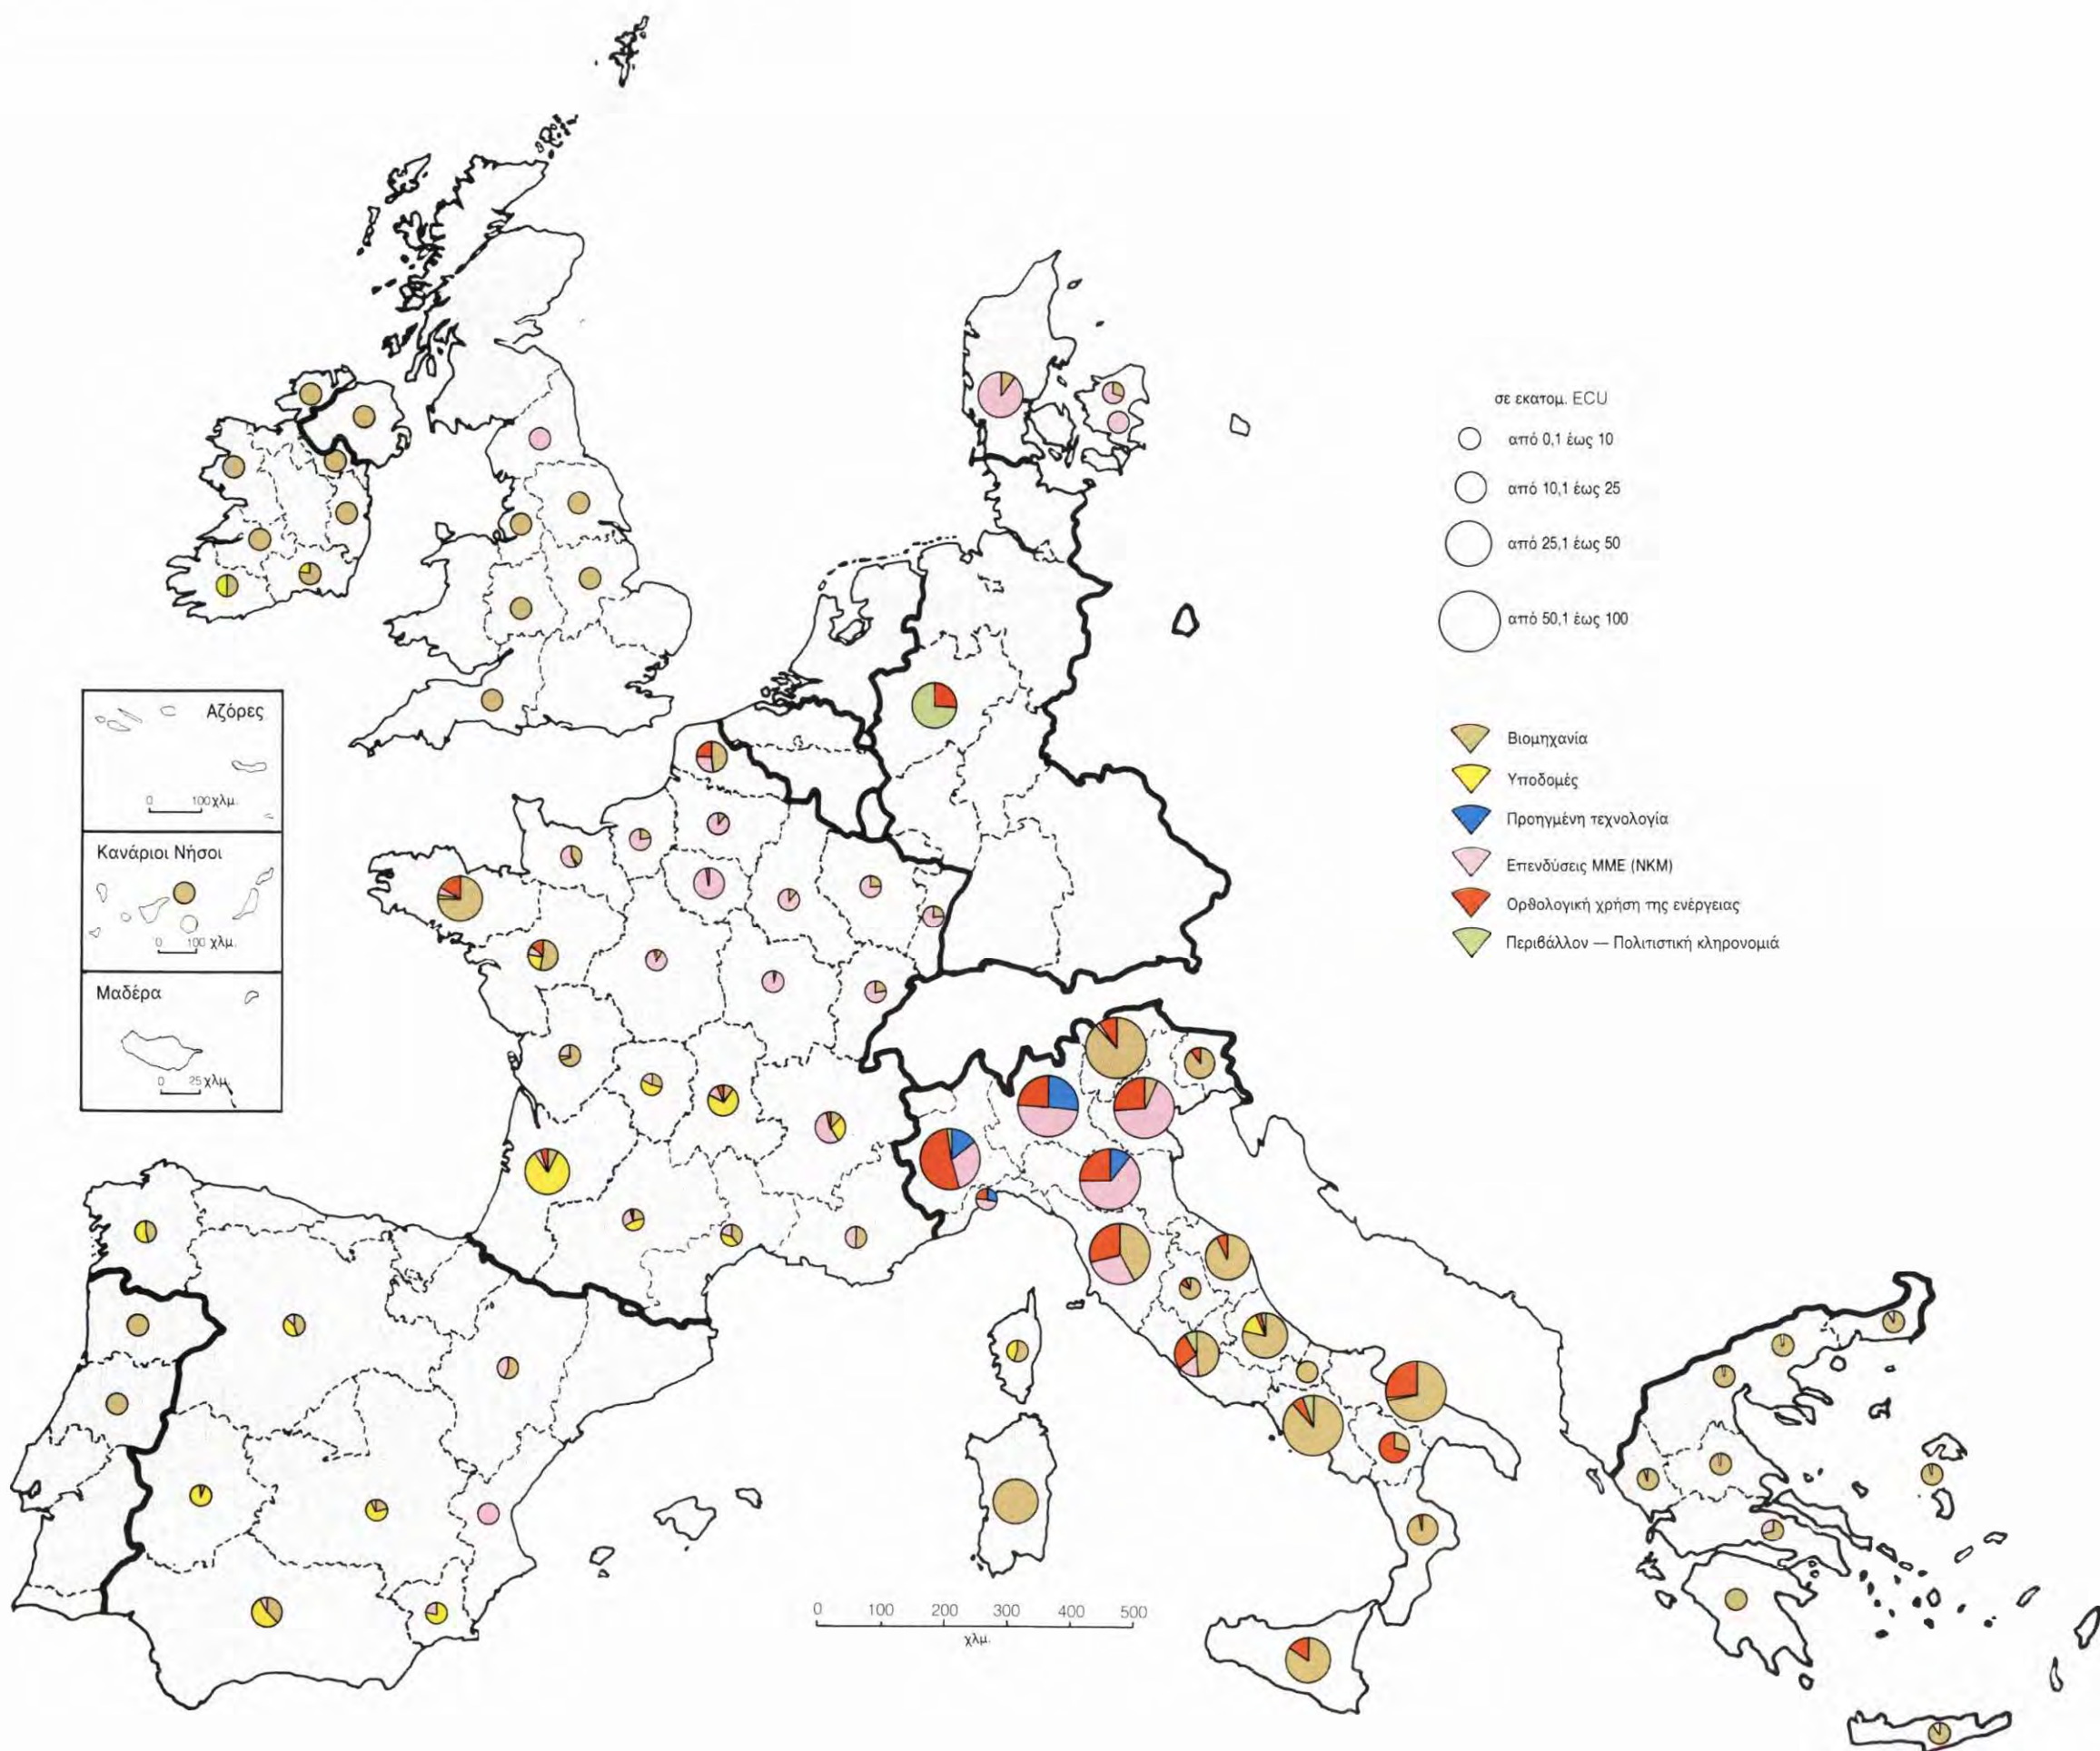 σε εκατομ. ECU
από 0,1 έως 10
από 10,1 έως 25
από 25,1 έως 50
από 50,1 έως 100
Βιομηχανία
Υποδομές
Προηγμένη τεχνολογία
Επενδύσεις ΜΜΕ (ΝΚΜ)
Ορθολογική χρήση της ενέργειας
Περιβάλλον — Πολιτιστική κληρονομιά
Αζόρες
0 100 χλμ.
Κανάριοι Νήσοι
0 100 χλμ.
Μαδέρα
0 25 χλμ.
0 100 200 300 400 500
χλμ.